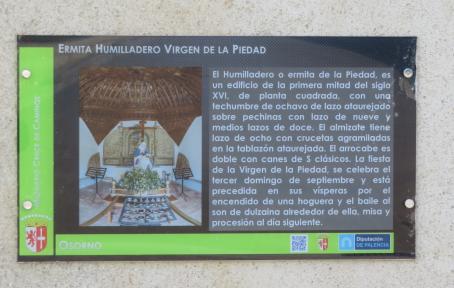 ERMITA HUMILLADERO VIRGEN DE LA PIEDAD
El Humilladero o ermita de la Piedad, es
un edificio de la primera mitad del siglo
XVI, de planta cuadrada, con una
techumbre de ochavo de lazo ataurejado
sobre pechinas con lazo de nueve y
medios lazos de doce. El almizate tiene
lazo de ocho con crucetas agramiladas
en la tablazón ataurejada. El arrocabe es
doble con canes de S clásicos. La fiesta
de la Virgen de la Piedad, se celebra el
tercer domingo de septiembre y está
precedida en sus vísperas por el
encendido de una hoguera y el baile al
son de dulzaina alrededor de ella, misa y
procesión al día siguiente.
CRUCE DE CAMINOS
OSORNO
Diputación
DE PALENCIA